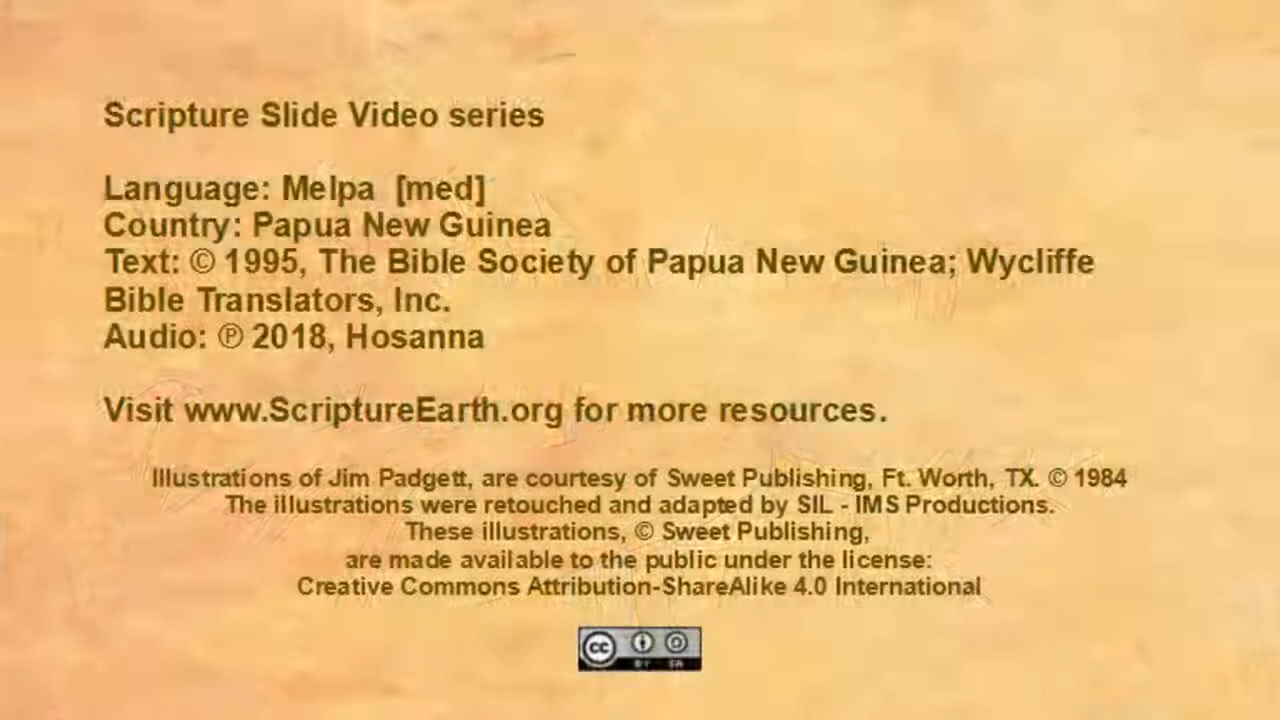 Scripture Slide Video series
Language: Melpa [med]
Country: Papua New Guinea
Text: © 1995, The Bible Society of Papua New Guinea; Wycliffe
Bible Translators, Inc.
Audio: ℗ 2018, Hosanna
Visit www.ScriptureEarth.org for more resources.
Illustrations of Jim Padgett, are courtesy of Sweet Publishing, Ft. Worth, TX. © 1984
The illustrations were retouched and adapted by SIL - IMS Productions.
These illustrations, © Sweet Publishing,
are made available to the public under the license:
Creative Commons Attribution-ShareAlike 4.0 International
cc
BY SA